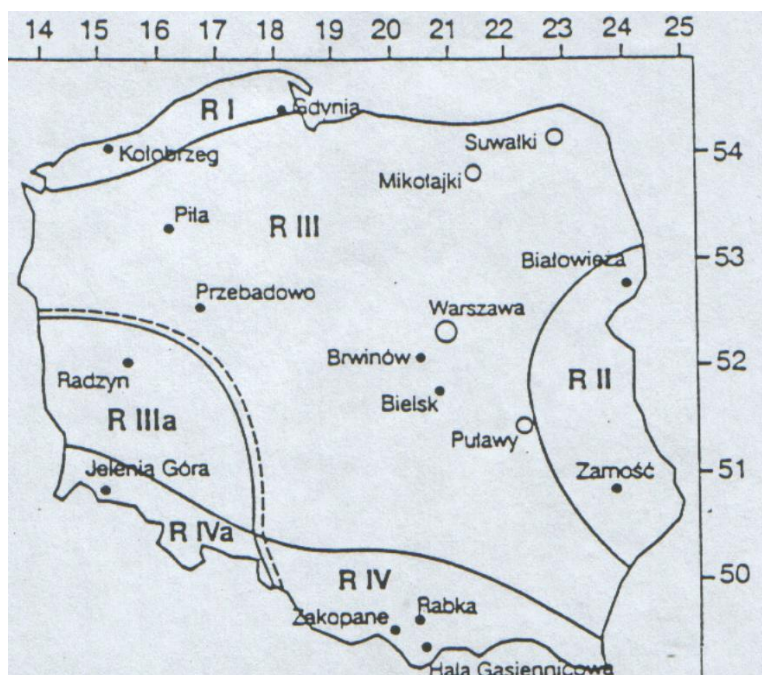 14 15 16 17 18 19 20 21 22 23 24 25
R I
Gdynia
Suwałki
54
Kołobrzeg
Mikołajki
Piła
R III
53
Białowieża
Przebadowo
Warszawa
Brwinów
52
Radzyn
R II
Bielsk
R IIIa
Puławy
Zamość
51
Jelenia Góra
R IVa
50
R IV
Rabka
Zakopane
Hala Gąsiennicowa